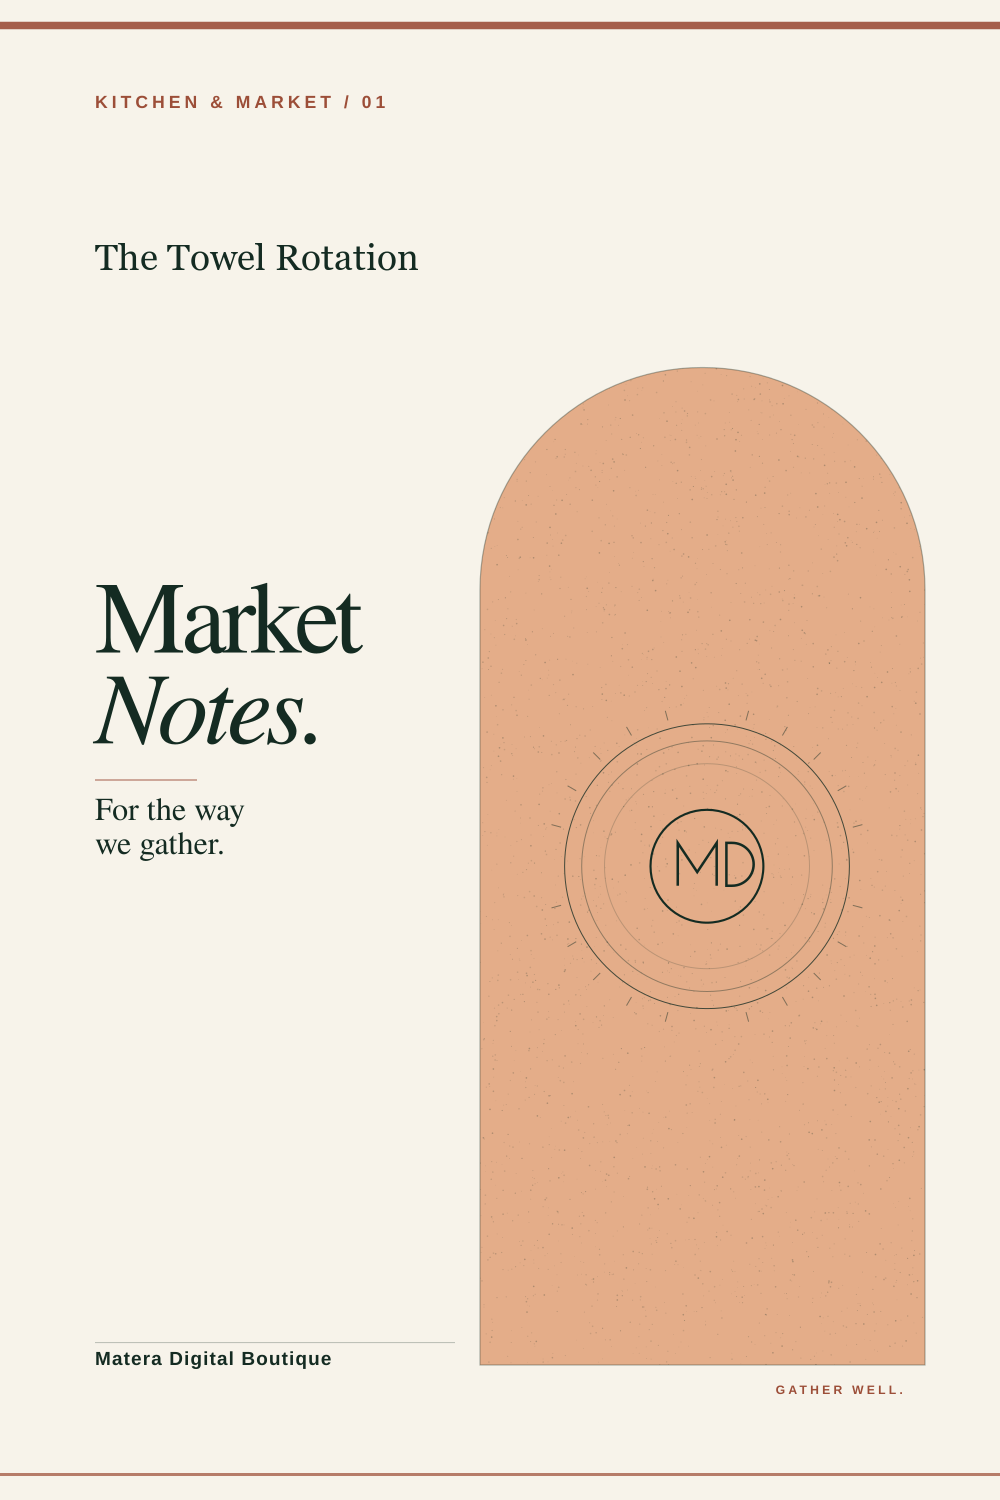 KITCHEN & MARKET / 01
The Towel Rotation
Market
Notes.
For the way
we gather.
MD
Matera Digital Boutique
GATHER WELL.